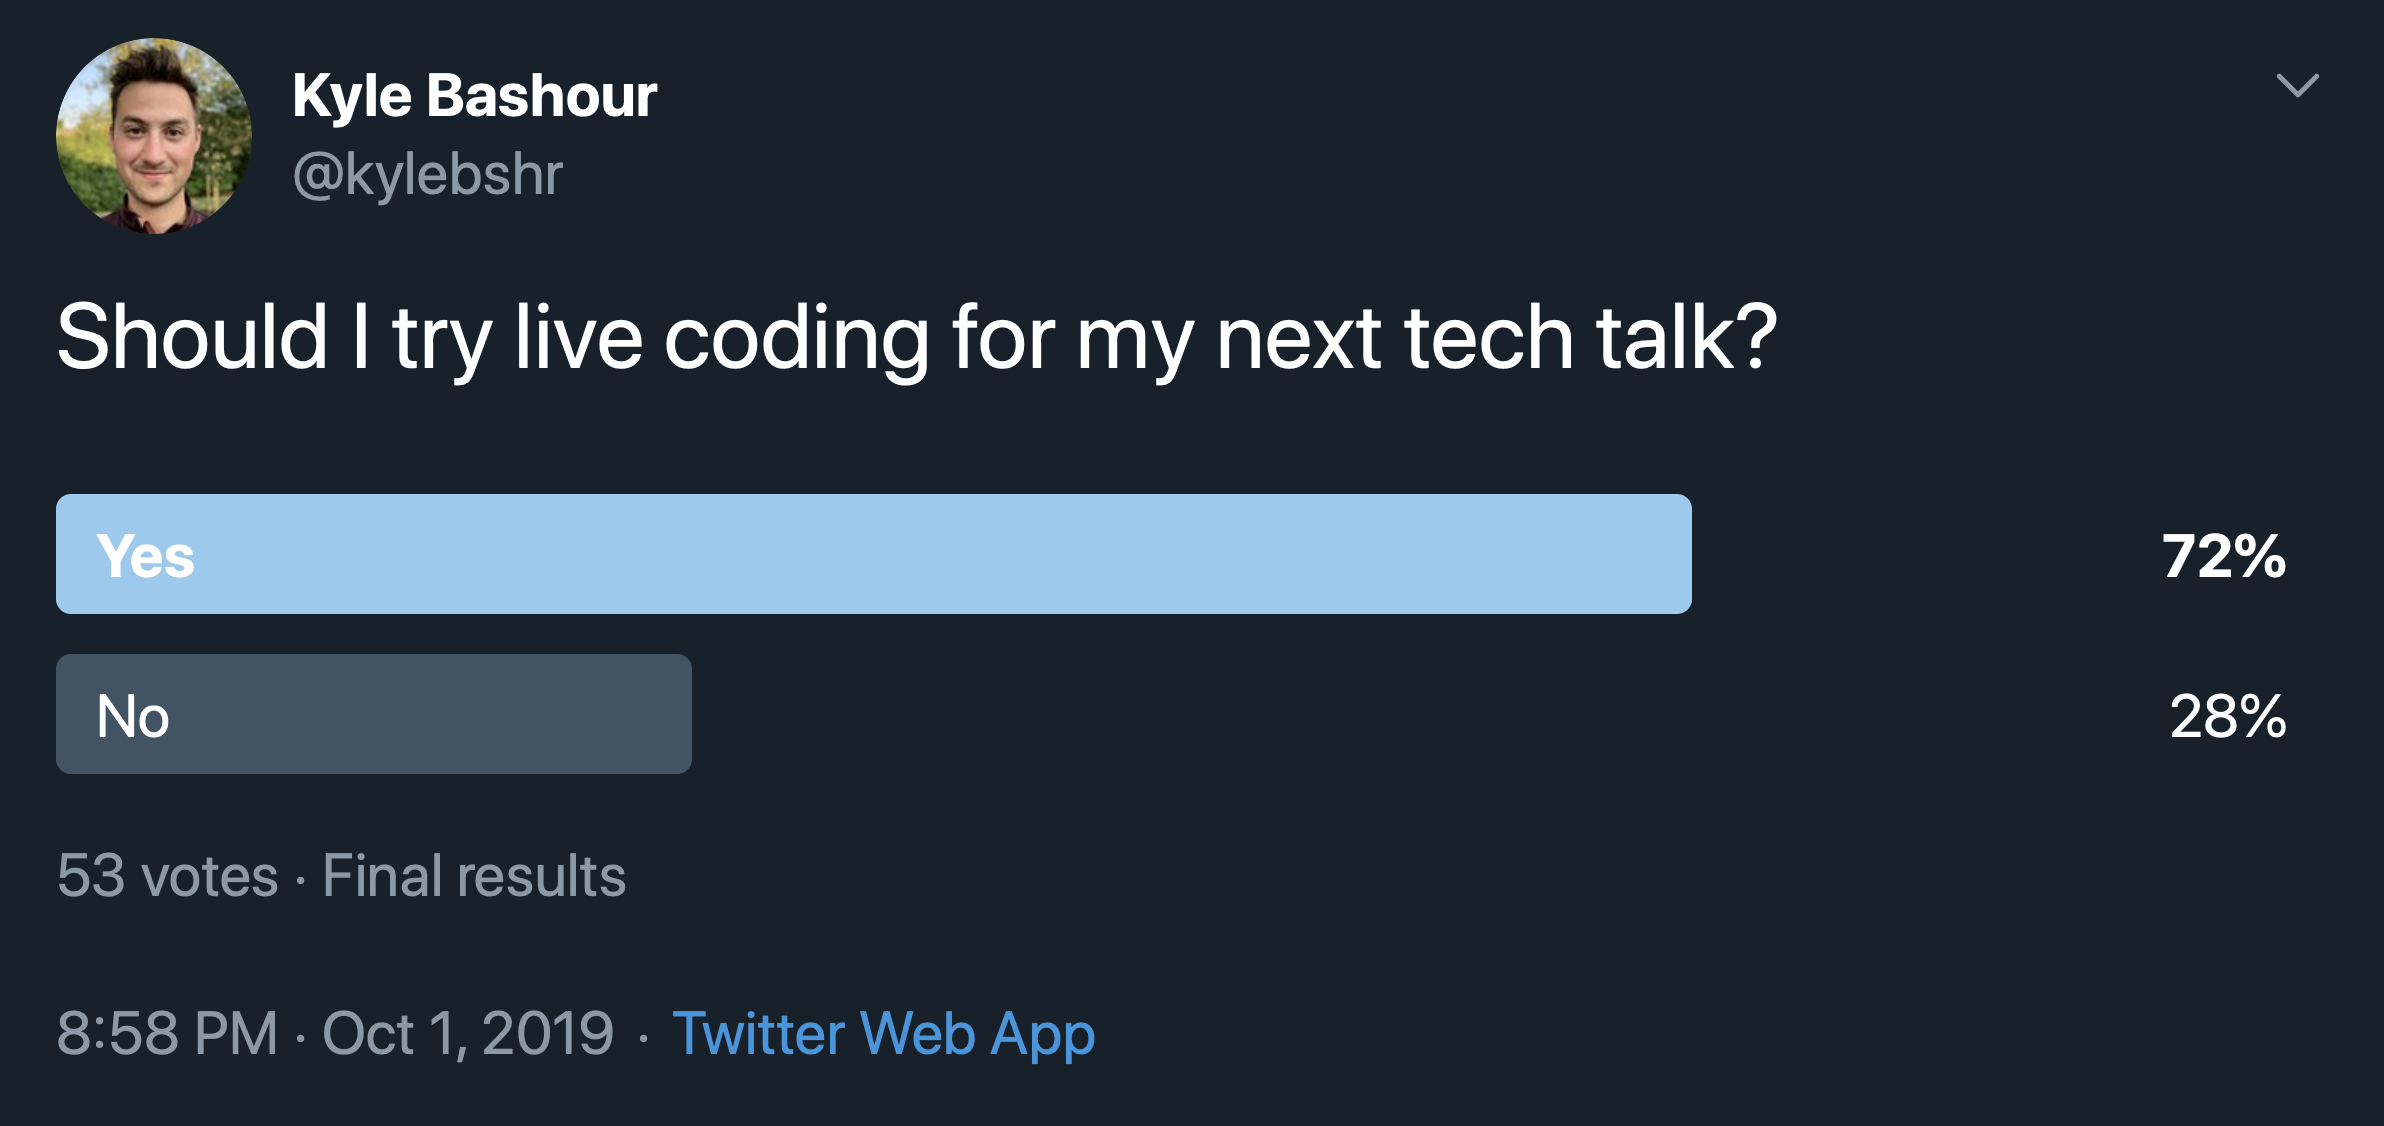 Kyle Bashour
@kylebshr
Should I try live coding for my next tech talk?
Yes 72%
No 28%
53 votes · Final results
8:58 PM · Oct 1, 2019 · Twitter Web App